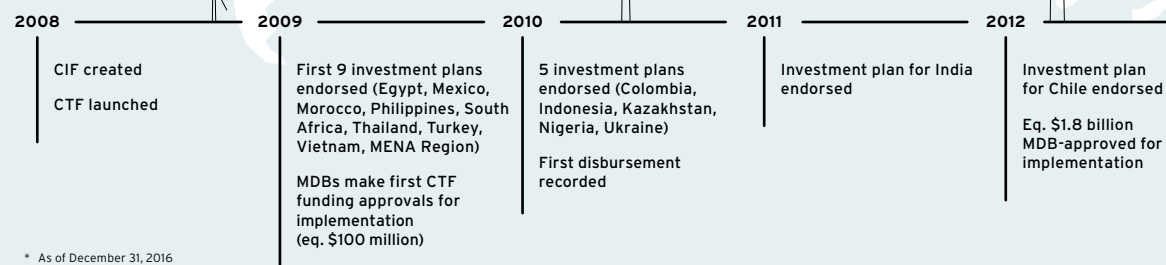 2008
CIF created
CTF launched
2009
First 9 investment plans
endorsed (Egypt, Mexico,
Morocco, Philippines, South
Africa, Thailand, Turkey,
Vietnam, MENA Region)
MDBs make first CTF
funding approvals for
implementation
(eq. $100 million)
2010
5 investment plans
endorsed (Colombia,
Indonesia, Kazakhstan,
Nigeria, Ukraine)
First disbursement
recorded
2011
Investment plan for India
endorsed
2012
Investment plan
for Chile endorsed
Eq. $1.8 billion
MDB-approved for
implementation
* As of December 31, 2016